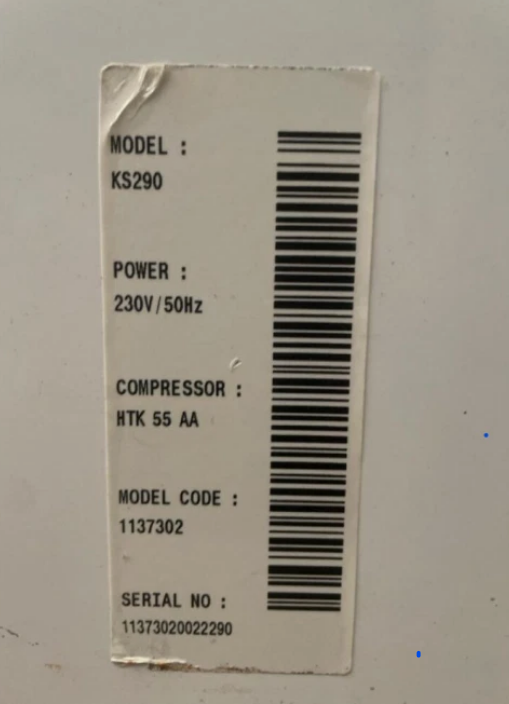 MODEL :
KS290
POWER :
230V/50Hz
COMPRESSOR :
HTK 55 AA
MODEL CODE :
1137302
SERIAL NO :
11373020022290